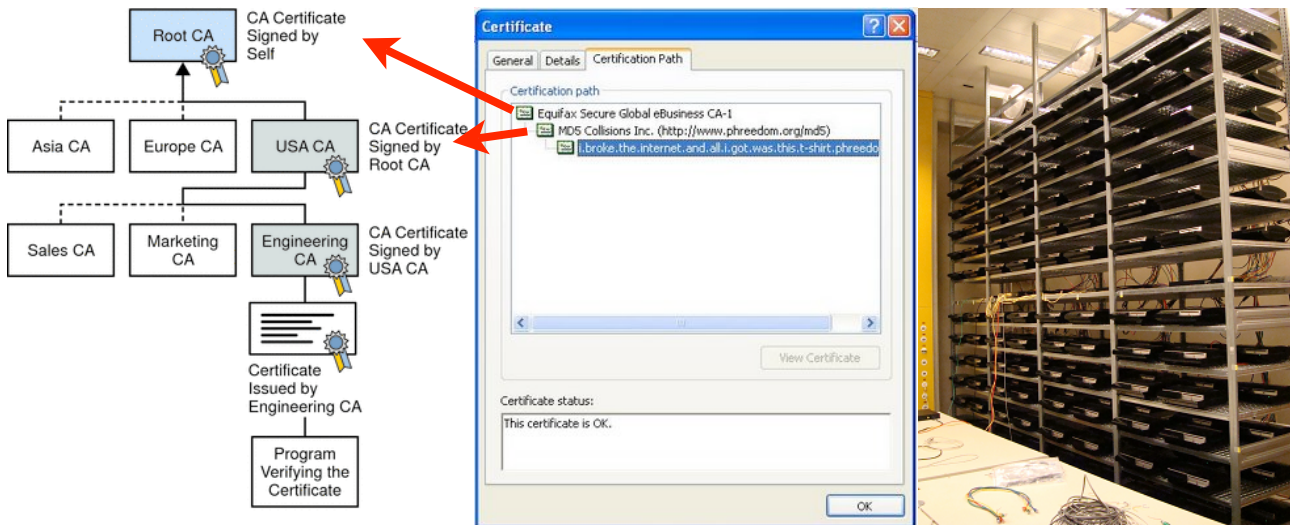 Root CA
CA Certificate
Signed by
Self
Asia CA
Europe CA
USA CA
CA Certificate
Signed by
Root CA
Sales CA
Marketing
CA
Engineering
CA
CA Certificate
Signed by
USA CA
Certificate
Issued by
Engineering CA
Program
Verifying the
Certificate
Certificate
General Details Certification Path
Certification path
Equifax Secure Global eBusiness CA-1
MD5 Collisions Inc. (http://www.phreedom.org/md5)
i.broke.the.internet.and.all.i.got.was.this.t-shirt.phreedo
View Certificate
Certificate status:
This certificate is OK.
OK